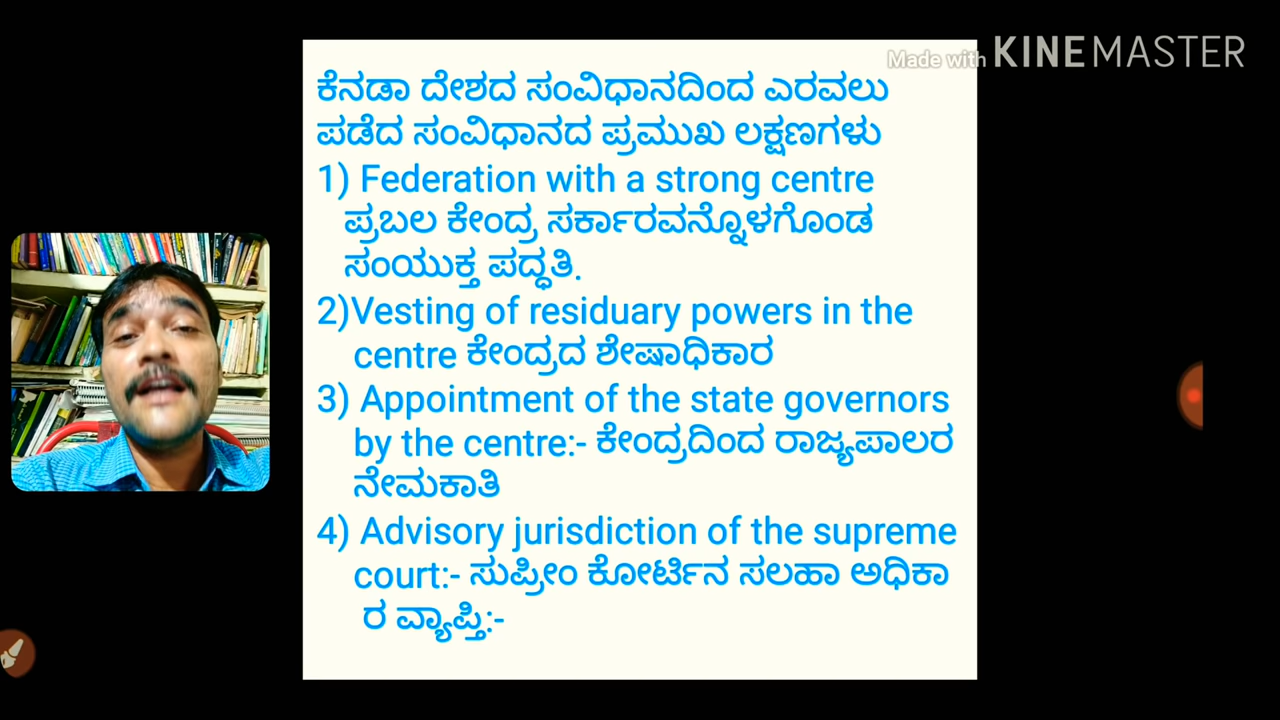 Made with KINEMASTER
ಕೆನಡಾ ದೇಶದ ಸಂವಿಧಾನದಿಂದ ಎರವಲು
ಪಡೆದ ಸಂವಿಧಾನದ ಪ್ರಮುಖ ಲಕ್ಷಣಗಳು
1) Federation with a strong centre
ಪ್ರಬಲ ಕೇಂದ್ರ ಸರ್ಕಾರವನ್ನೊಳಗೊಂಡ
ಸಂಯುಕ್ತ ಪದ್ಧತಿ.
2)Vesting of residuary powers in the
centre ಕೇಂದ್ರದ ಶೇಷಾಧಿಕಾರ
3) Appointment of the state governors
by the centre:- ಕೇಂದ್ರದಿಂದ ರಾಜ್ಯಪಾಲರ
ನೇಮಕಾತಿ
4) Advisory jurisdiction of the supreme
court:- ಸುಪ್ರೀಂ ಕೋರ್ಟಿನ ಸಲಹಾ ಅಧಿಕಾ
ರ ವ್ಯಾಪ್ತಿ:-